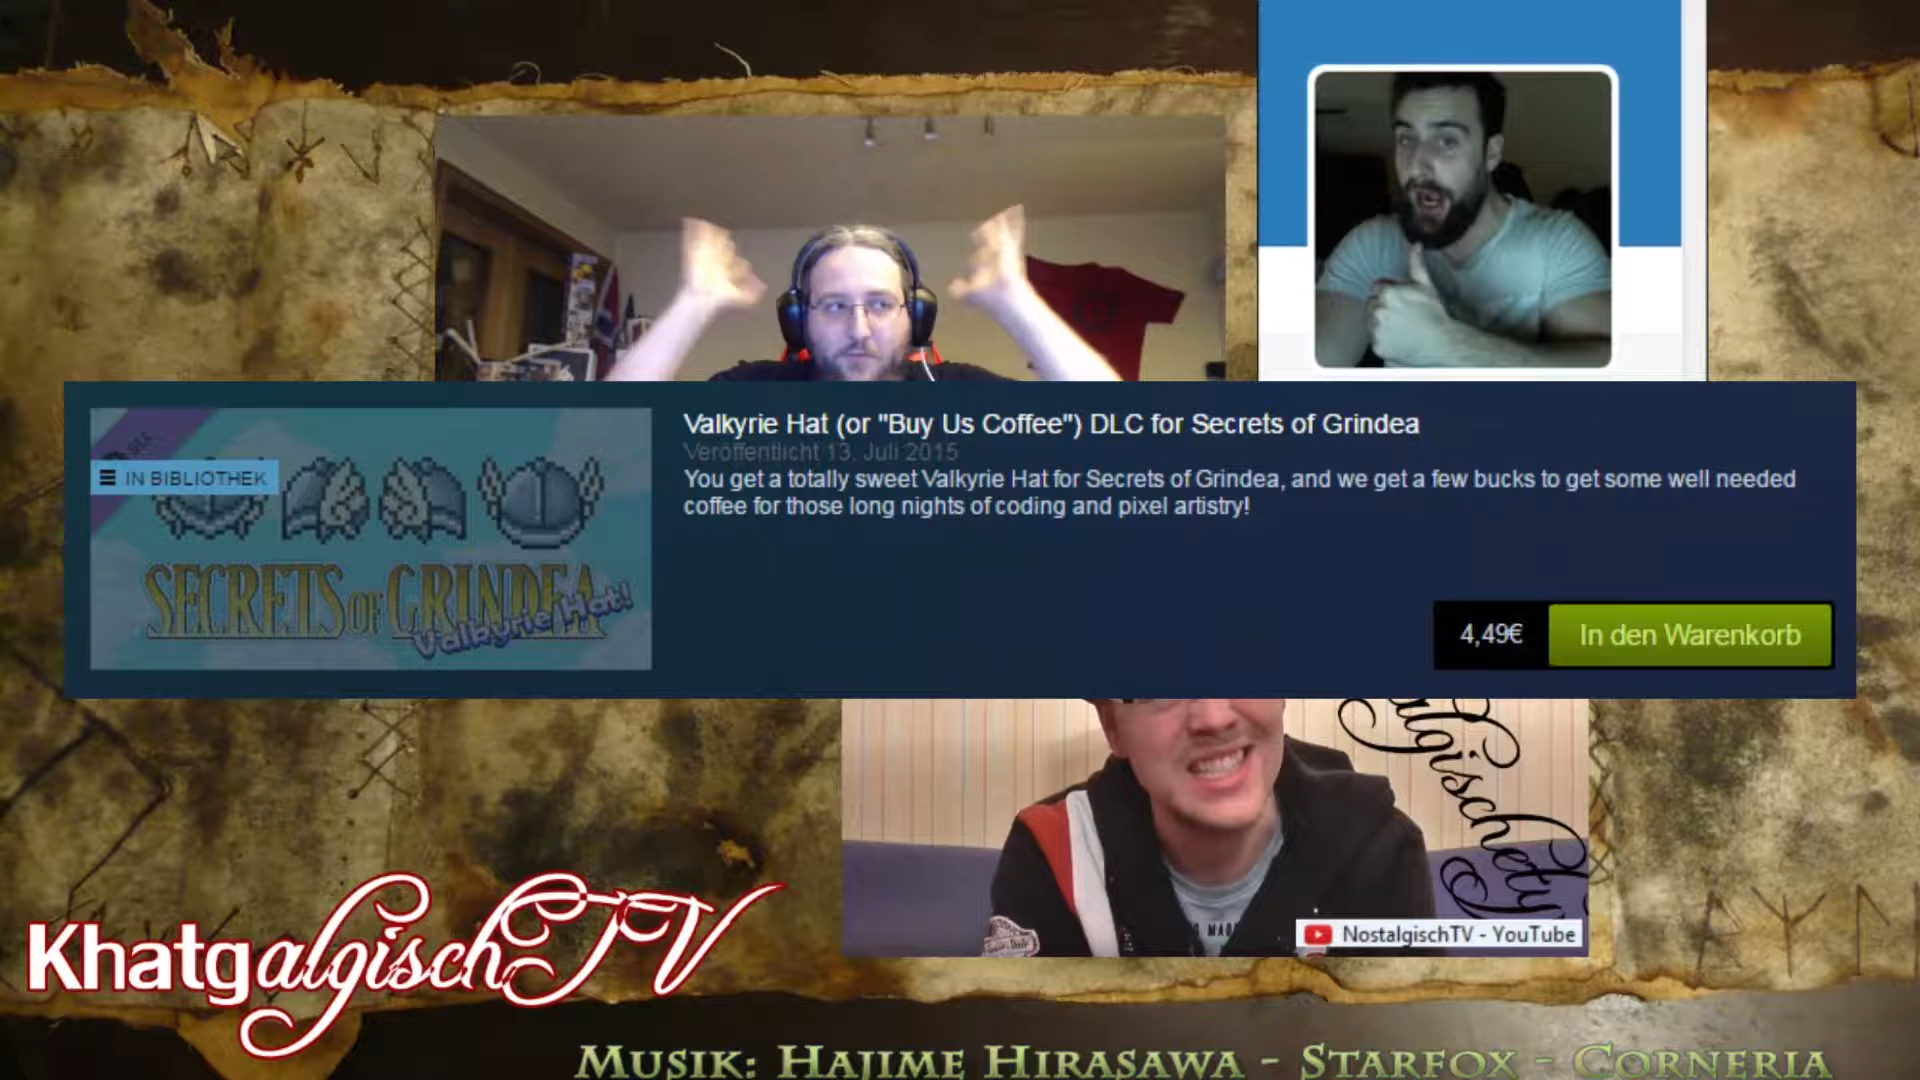 Valkyrie Hat (or "Buy Us Coffee") DLC for Secrets of Grindea
Veröffentlicht 13. Juli 2015
You get a totally sweet Valkyrie Hat for Secrets of Grindea, and we get a few bucks to get some well needed
coffee for those long nights of coding and pixel artistry!
IN BIBLIOTHEK
SECRETS OF GRINDEA
Valkyrie Hat!
4,49€
In den Warenkorb
NostalgischTV - YouTube
KhatgalgischTV
MUSIK: HAJIME HIRASAWA - STARFOX - CORNERIA